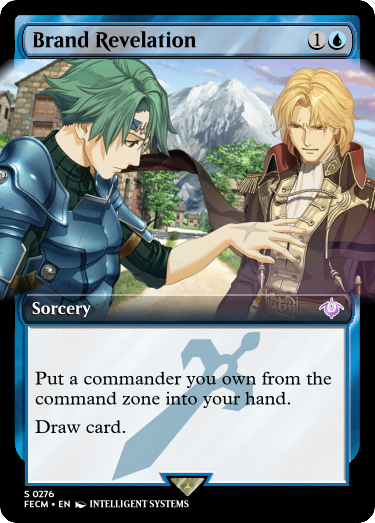 Brand Revelation 1
Sorcery
Put a commander you own from the
command zone into your hand.
Draw card.
S 0276
FECM • EN INTELLIGENT SYSTEMS